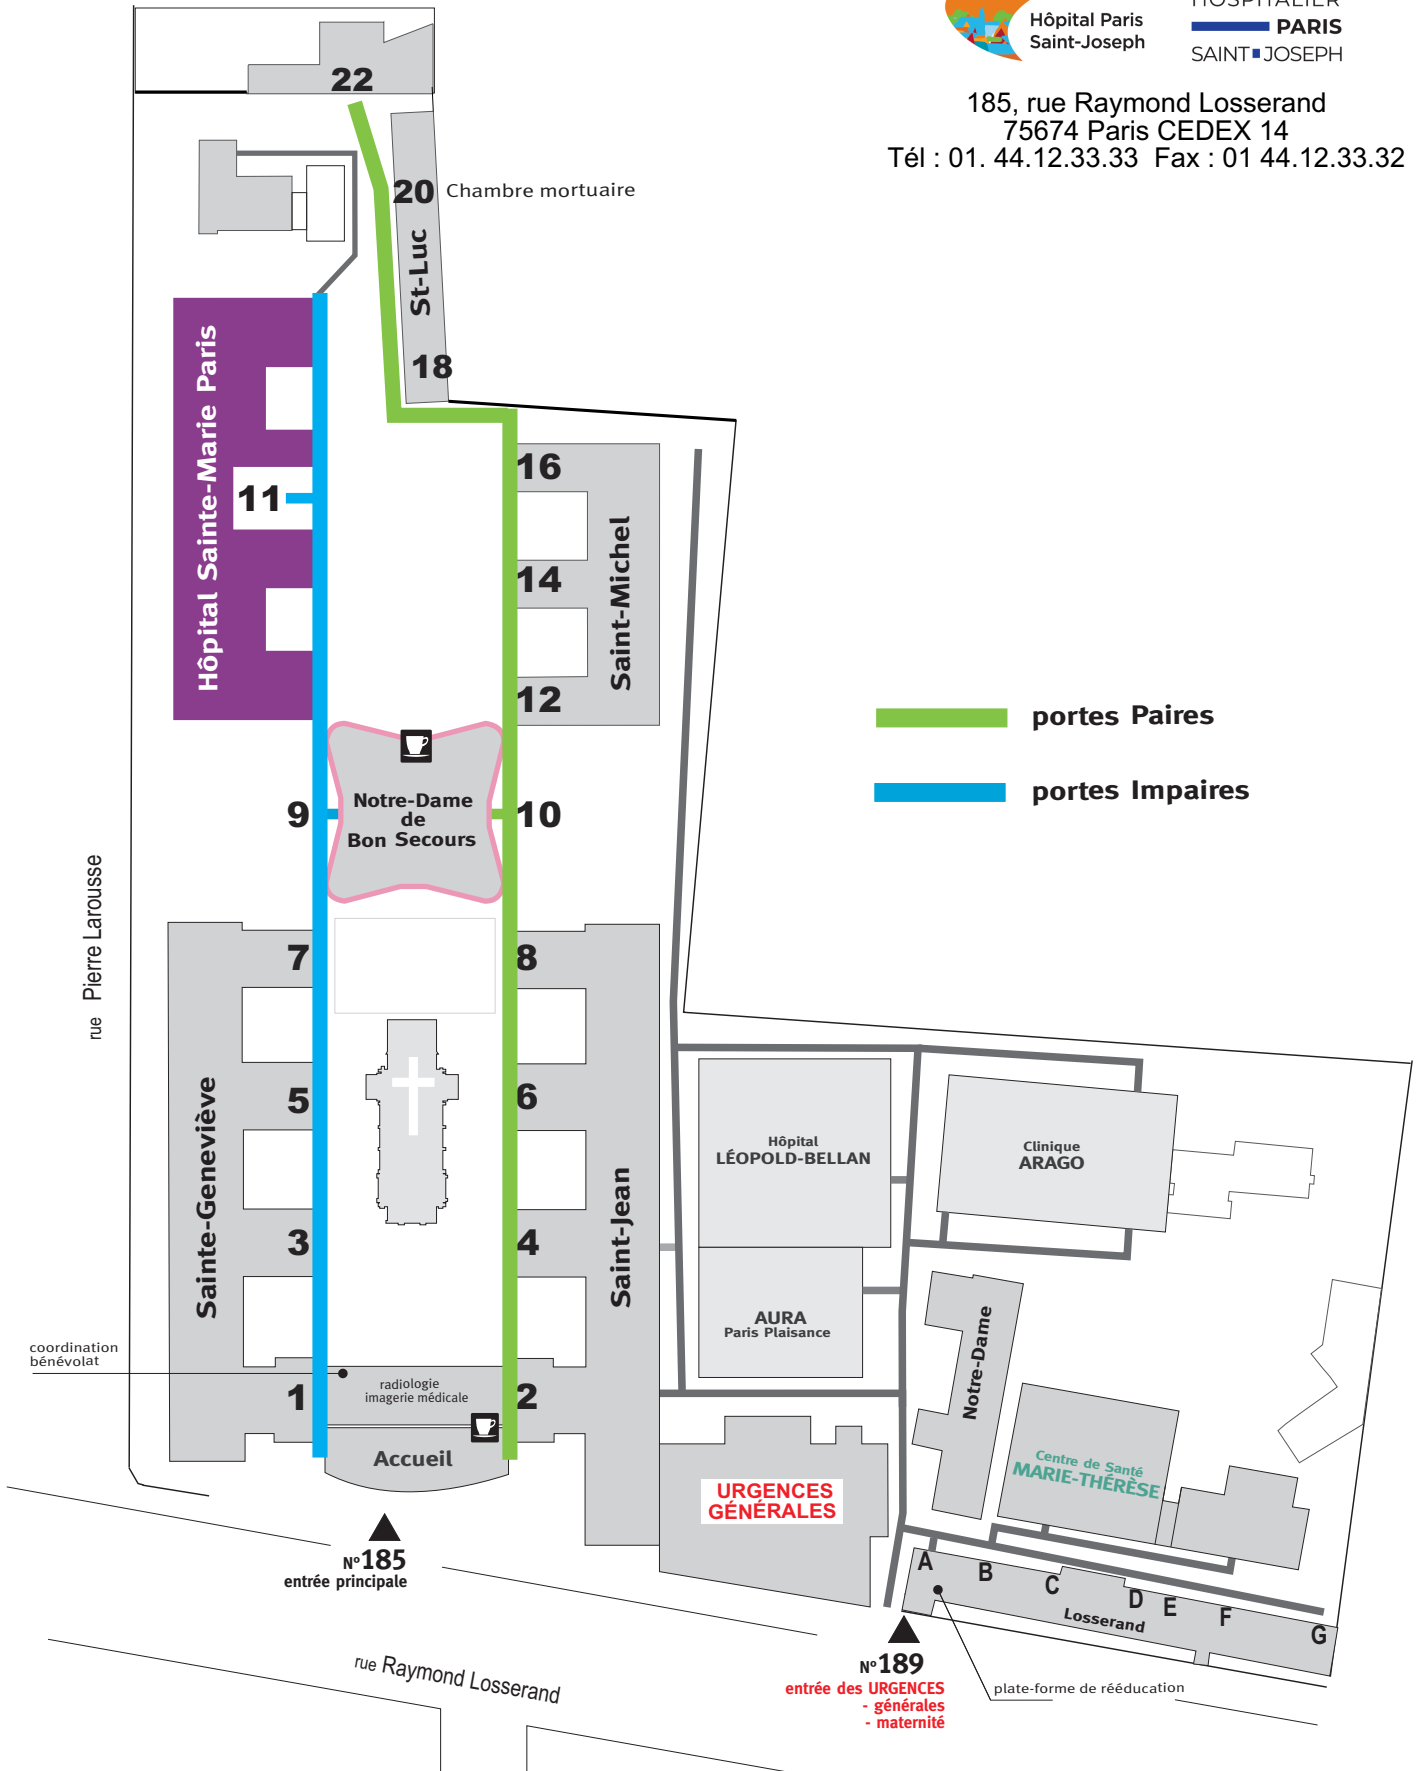 HOSPITALIER
PARIS
SAINT JOSEPH
Hôpital Paris
Saint-Joseph
185, rue Raymond Losserand
75674 Paris CEDEX 14
Tél : 01. 44.12.33.33 Fax : 01 44.12.33.32
22
20
Chambre mortuaire
St-Luc
18
Hôpital Sainte-Marie Paris
11
16
14
12
Saint-Michel
portes Paires
portes Impaires
9
Notre-Dame
de
Bon Secours
10
rue Pierre Larousse
7
8
5
6
3
4
Sainte-Geneviève
Saint-Jean
Hôpital
LÉOPOLD-BELLAN
Clinique
ARAGO
AURA
Paris Plaisance
Notre-Dame
coordination
bénévolat
radiologie
imagerie médicale
1
2
Accueil
Centre de Santé
MARIE-THÉRÈSE
URGENCES
GÉNÉRALES
N°185
entrée principale
A
B
C
D
E
F
G
Losserand
N°189
entrée des URGENCES
- générales
- maternité
plate-forme de rééducation
rue Raymond Losserand